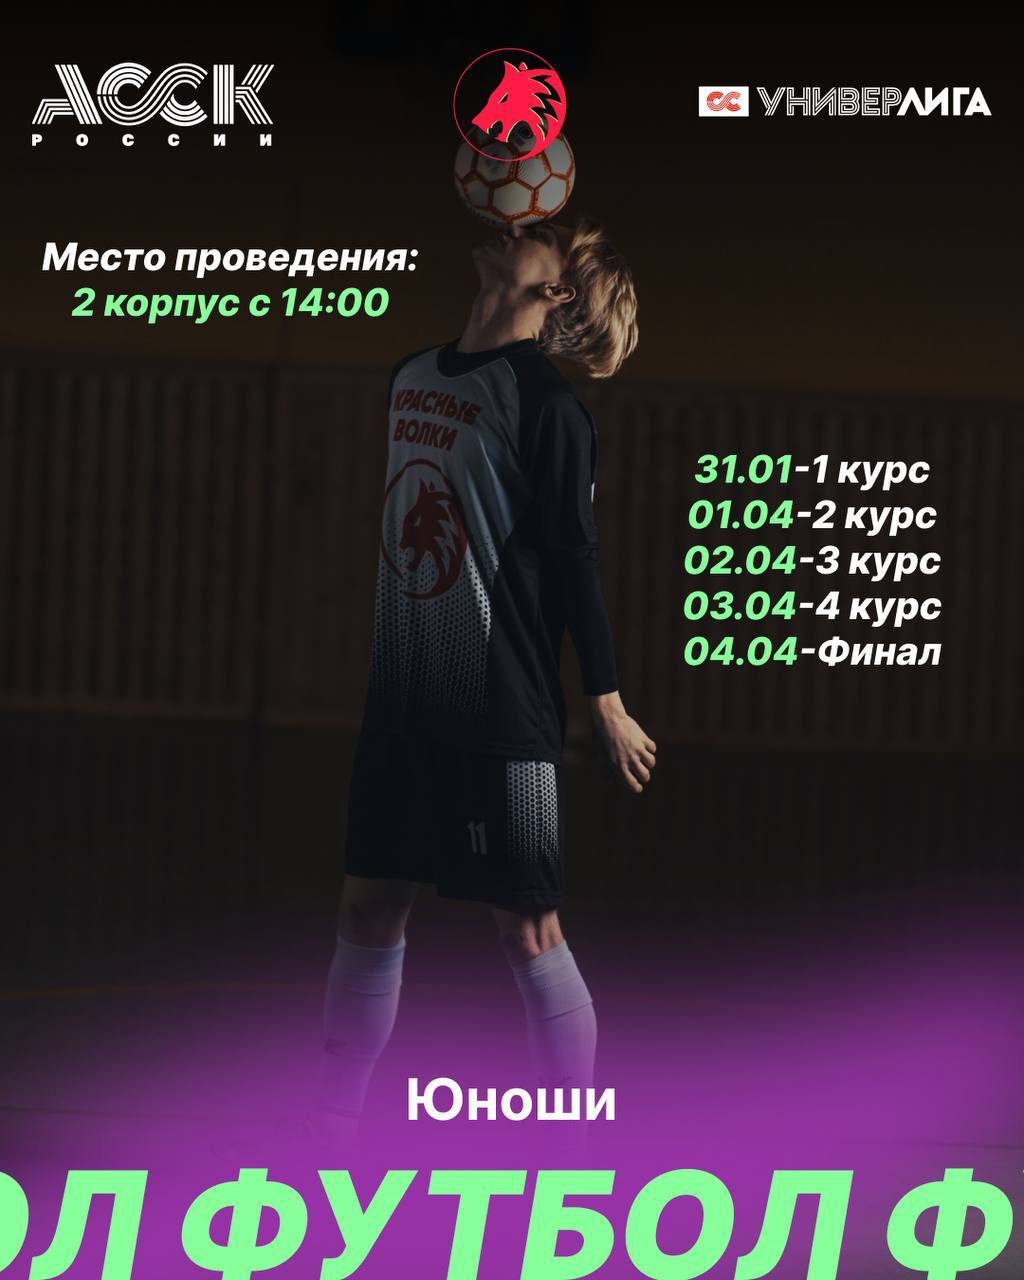 АССК
РОССИИ
УНИВЕРЛИГА
Место проведения:
2 корпус с 14:00
КРАСНЫЕ
ВОЛКИ
31.01-1 курс
01.04-2 курс
02.04-3 курс
03.04-4 курс
04.04-Финал
11
Юноши
ОЛ ФУТБОЛ Ф